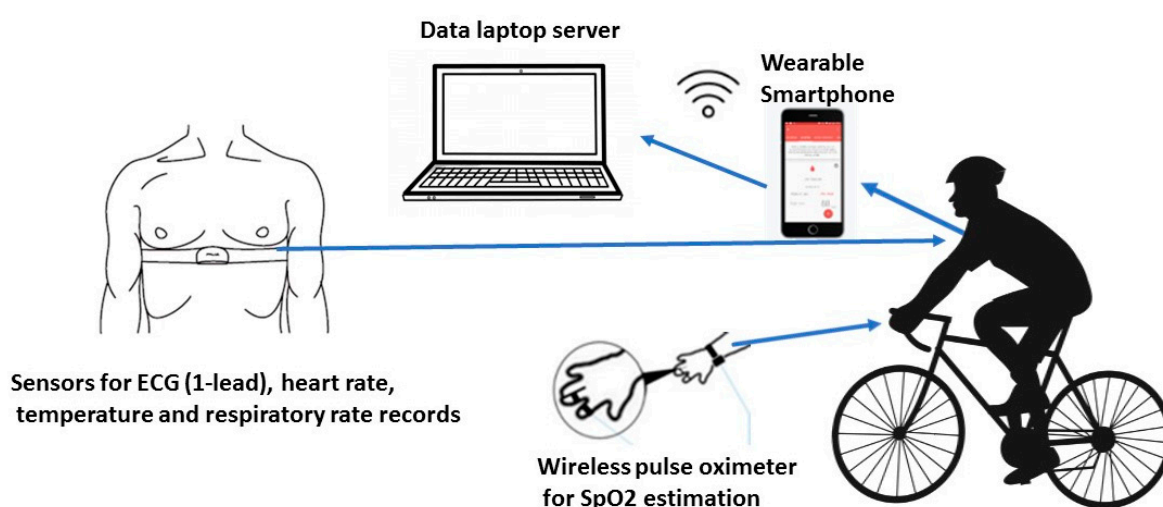 Data laptop server
Wearable
Smartphone
Sensors for ECG (1-lead), heart rate,
temperature and respiratory rate records
Wireless pulse oximeter
for SpO2 estimation